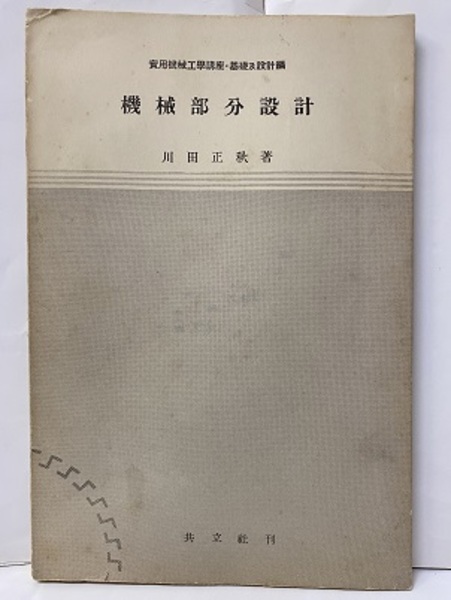 實用機械工學講座・基礎及設計編
機械部分設計
川田正秋著
共立社刊